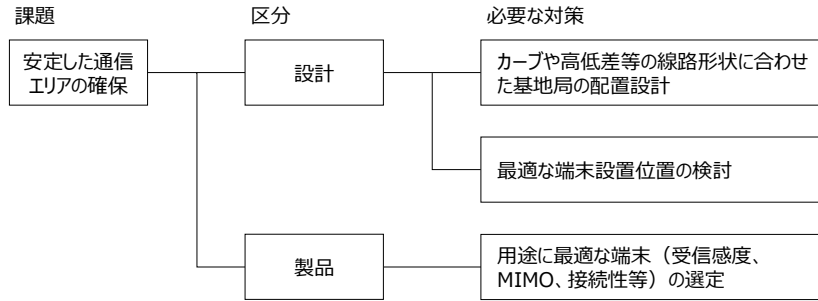 課題
区分
必要な対策
安定した通信
エリアの確保
設計
カーブや高低差等の線路形状に合わせ
た基地局の配置設計
最適な端末設置位置の検討
製品
用途に最適な端末（受信感度、
MIMO、接続性等）の選定